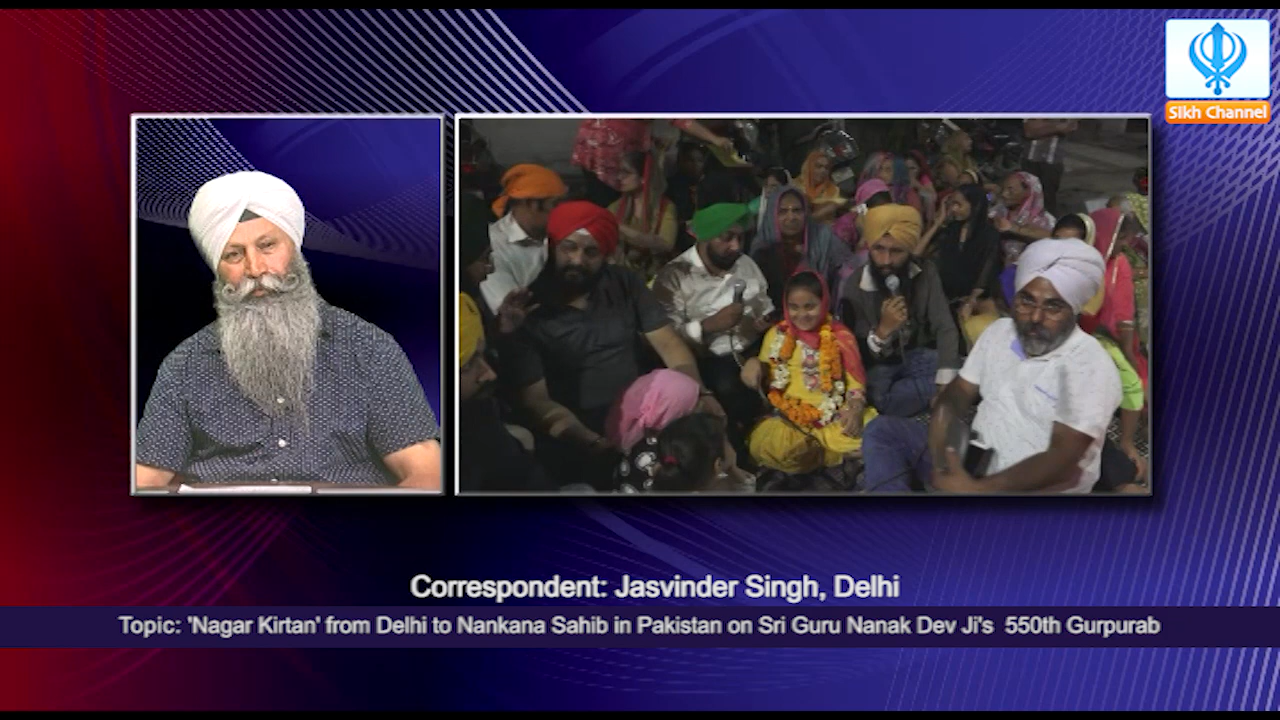 Sikh Channel
Correspondent: Jasvinder Singh, Delhi
Topic: 'Nagar Kirtan' from Delhi to Nankana Sahib in Pakistan on Sri Guru Nanak Dev Ji's 550th Gurpurab